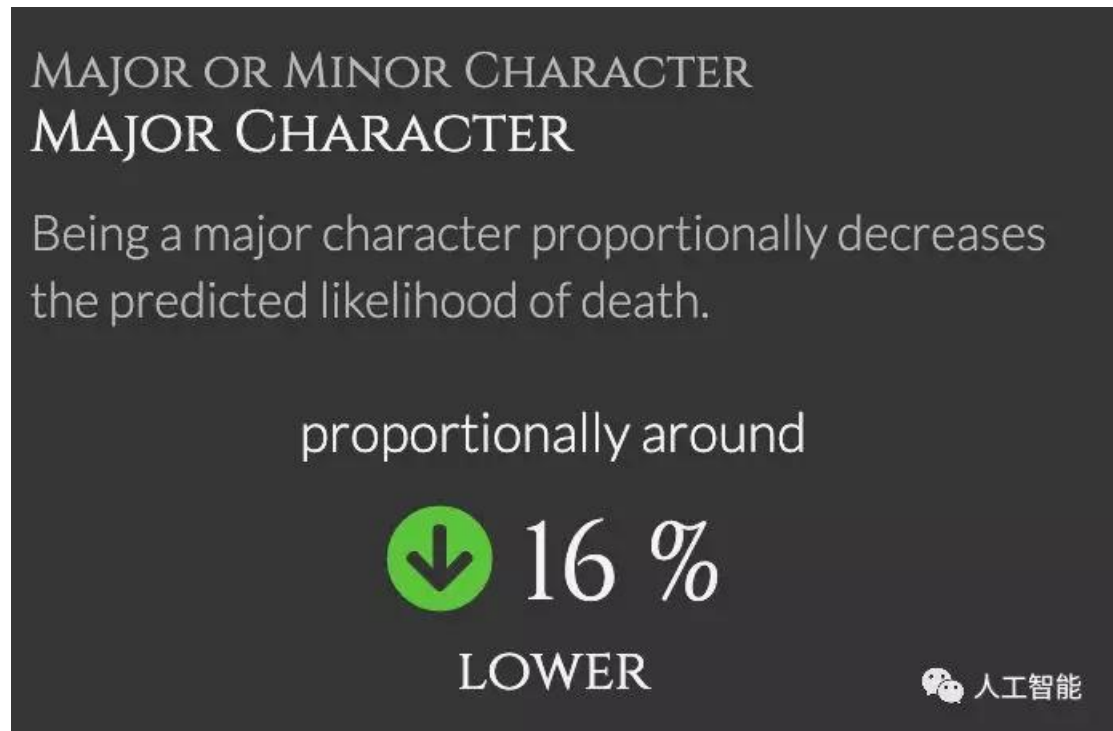 Major or Minor Character
Major Character
Being a major character proportionally decreases
the predicted likelihood of death.
proportionally around
16 %
LOWER
人工智能